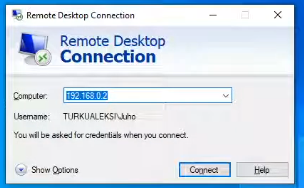 Remote Desktop Connection
Remote Desktop
Connection
Computer: 192.168.0.2
Username: TURKUALEKSI\Juho
You will be asked for credentials when you connect.
Show Options Connect Help